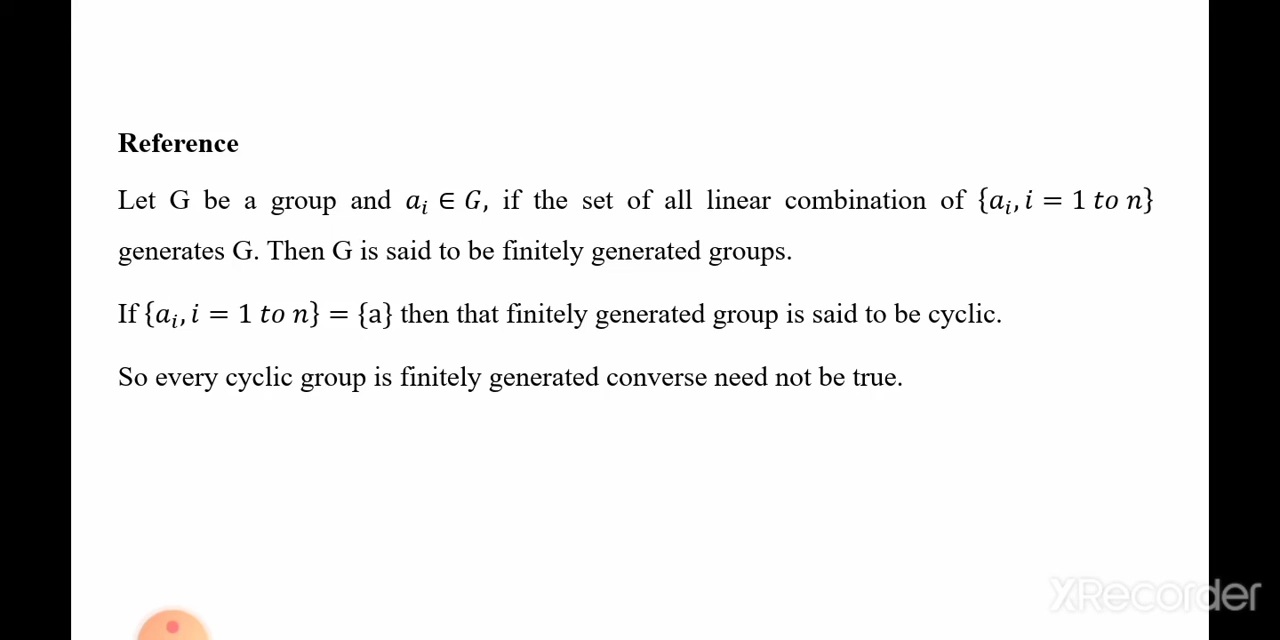 Reference
Let G be a group and 𝑎ᵢ ∈ 𝐺, if the set of all linear combination of {𝑎ᵢ, 𝑖 = 1 𝑡𝑜 𝑛}
generates G. Then G is said to be finitely generated groups.
If {𝑎ᵢ, 𝑖 = 1 𝑡𝑜 𝑛} = {a} then that finitely generated group is said to be cyclic.
So every cyclic group is finitely generated converse need not be true.
XRecorder